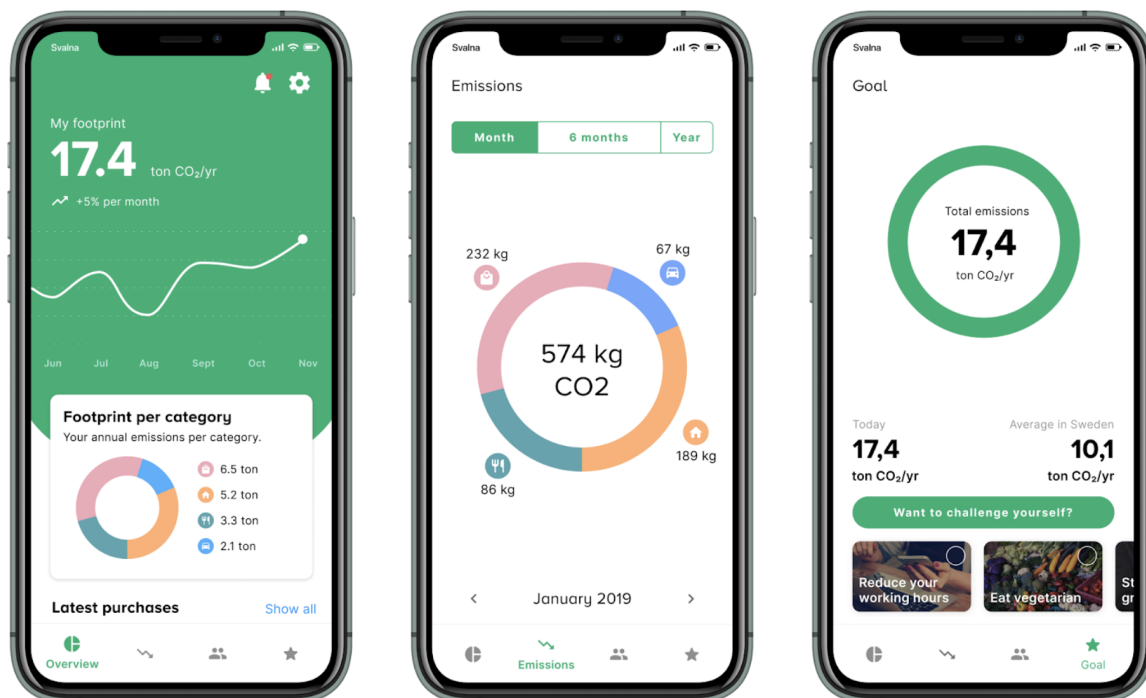 Svalna
My footprint
17.4 ton CO₂/yr
+5% per month
Jun Jul Aug Sept Oct Nov
Footprint per category
Your annual emissions per category.
6.5 ton
5.2 ton
3.3 ton
2.1 ton
Latest purchases Show all
Overview
Svalna
Emissions
Month 6 months Year
232 kg
67 kg
574 kg
CO2
189 kg
86 kg
< January 2019 >
Emissions
Svalna
Goal
Total emissions
17,4
ton CO₂/yr
Today Average in Sweden
17,4 10,1
ton CO₂/yr ton CO₂/yr
Want to challenge yourself?
Reduce your
working hours
Eat vegetarian
St
gr
Goal